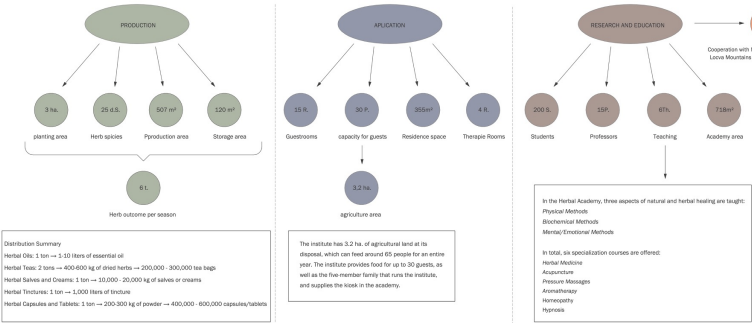 PRODUCTION
3 ha.
25 d.S.
507 m²
120 m²
planting area
Herb spicies
Pproduction area
Storage area
6 t.
Herb outcome per season
Distribution Summary
Herbal Oils: 1 ton → 1-10 liters of essential oil
Herbal Teas: 2 tons → 400-600 kg of dried herbs → 200,000 - 300,000 tea bags
Herbal Salves and Creams: 1 ton → 10,000 - 20,000 kg of salves or creams
Herbal Tinctures: 1 ton → 1,000 liters of tincture
Herbal Capsules and Tablets: 1 ton → 200-300 kg of powder → 400,000 - 600,000 capsules/tablets
APLICATION
15 R.
30 P.
355m²
4 R.
Guestrooms
capacity for guests
Residence space
Therapie Rooms
3,2 ha.
agriculture area
The institute has 3.2 ha. of agricultural land at its
disposal, which can feed around 65 people for an entire
year. The institute provides food for up to 30 guests, as
well as the five-member family that runs the institute,
and supplies the kiosk in the academy.
RESEARCH AND EDUCATION
Cooperation with
Locva Mountains
200 S.
15P.
6Th.
718m²
Students
Professors
Teaching
Academy area
In the Herbal Academy, three aspects of natural and herbal healing are taught:
Physical Methods
Biochemical Methods
Mental/Emotional Methods
In total, six specialization courses are offered:
Herbal Medicine
Acupuncture
Pressure Massages
Aromatherapy
Homeopathy
Hypnosis